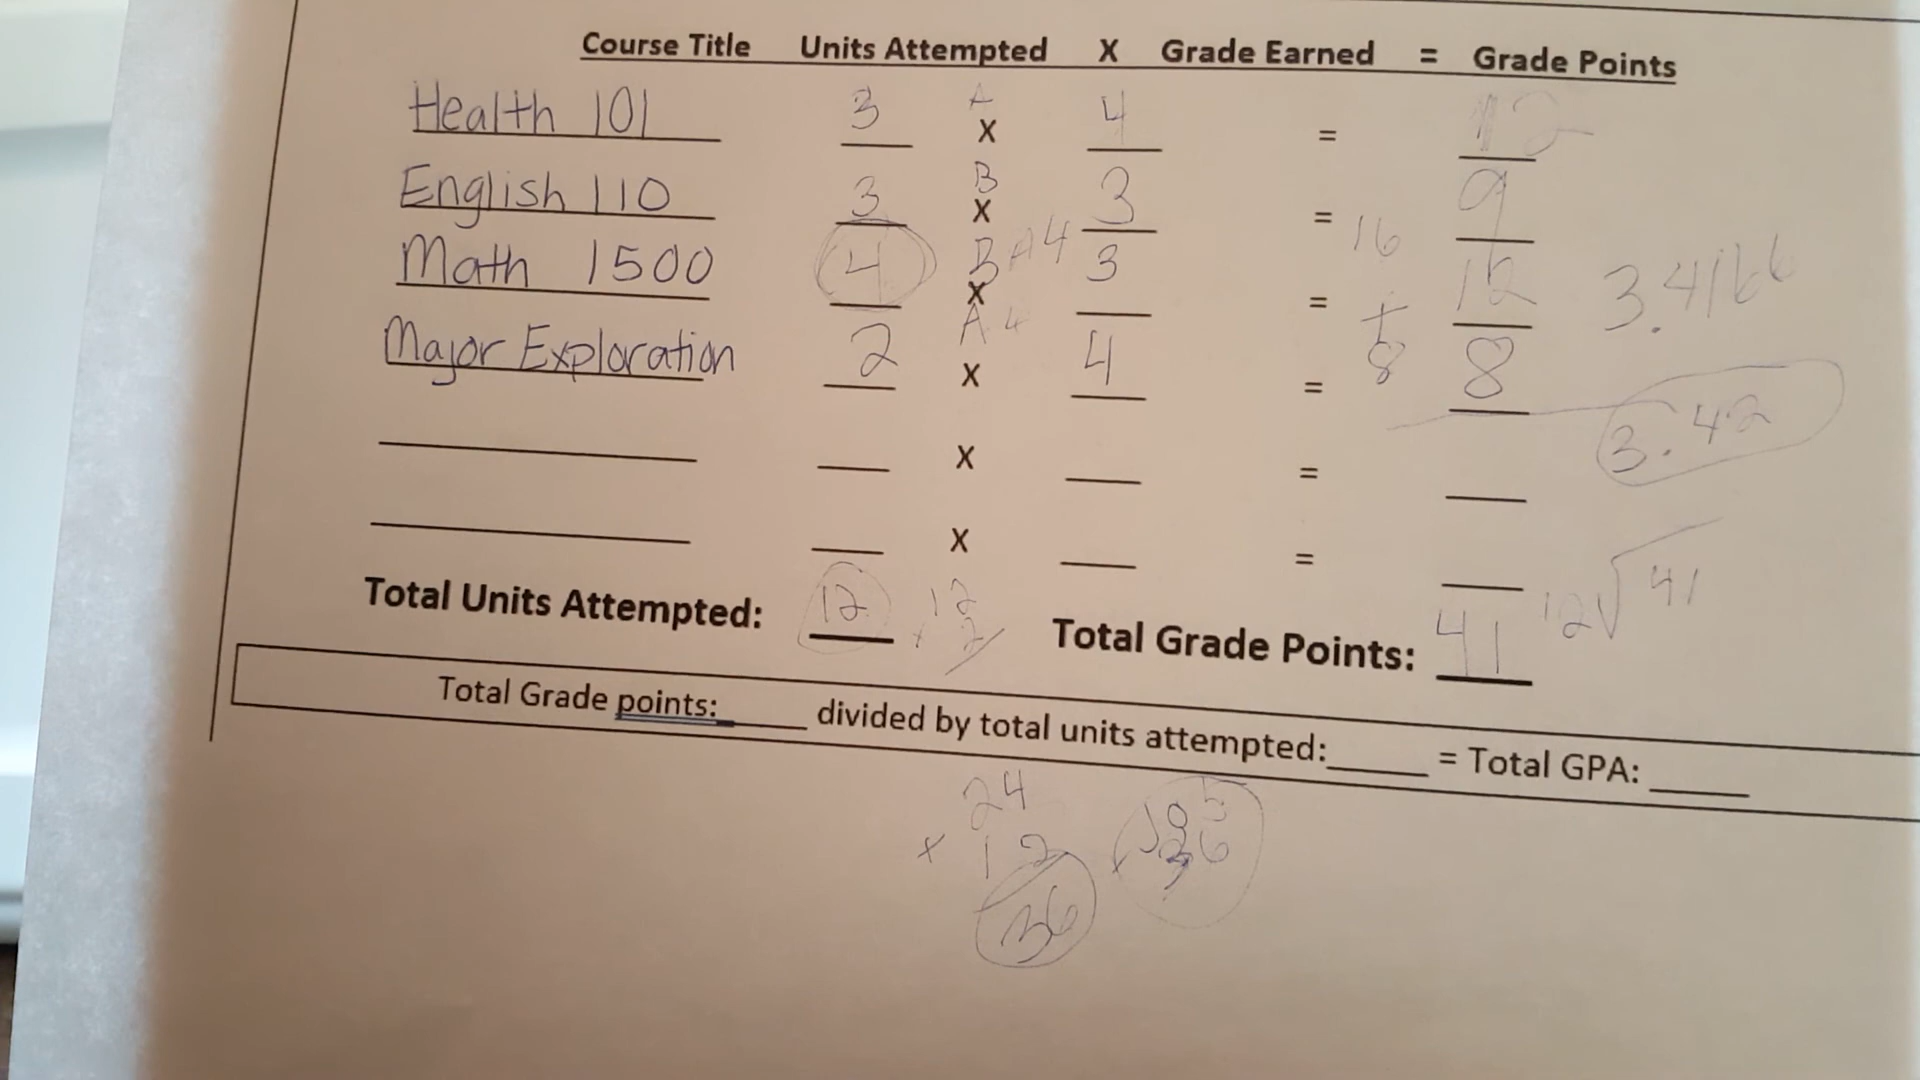 Course Title Units Attempted X Grade Earned = Grade Points
Health 101 3 A X 4 = 12
English 110 3 B X 3 = 9
Math 1500 4 B A4 X 3 = 16 12 3.4166
Major Exploration 2 A 4 X 4 = + 8 8
3.42
X =
X =
Total Units Attempted: 12 12 + 2 Total Grade Points: 41 12√41
Total Grade points: divided by total units attempted: = Total GPA:
24
x 12
36